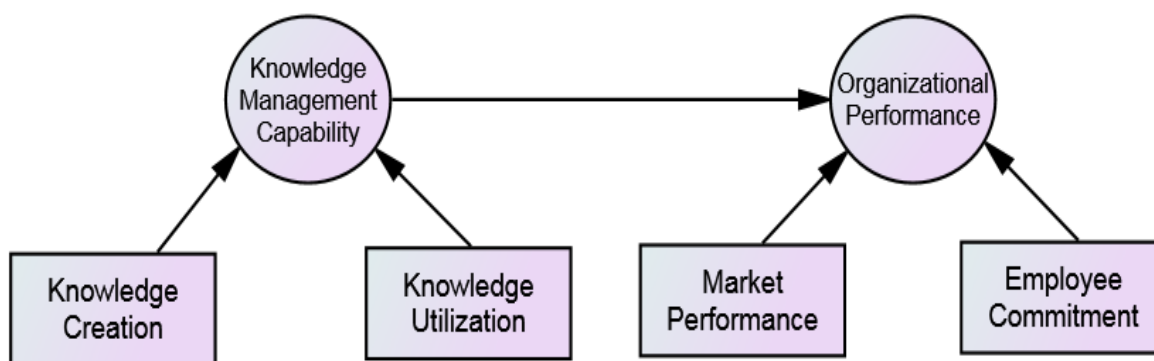 Knowledge
Management
Capability
Organizational
Performance
Knowledge
Creation
Knowledge
Utilization
Market
Performance
Employee
Commitment